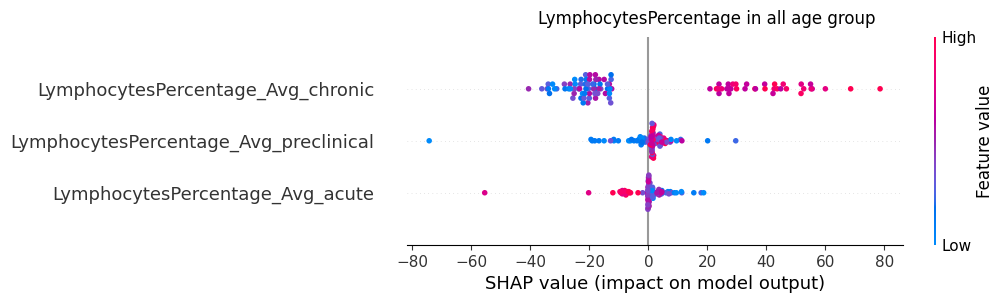 LymphocytesPercentage in all age group
High
LymphocytesPercentage_Avg_chronic
LymphocytesPercentage_Avg_preclinical
LymphocytesPercentage_Avg_acute
Feature value
Low
−80 −60 −40 −20 0 20 40 60 80
SHAP value (impact on model output)